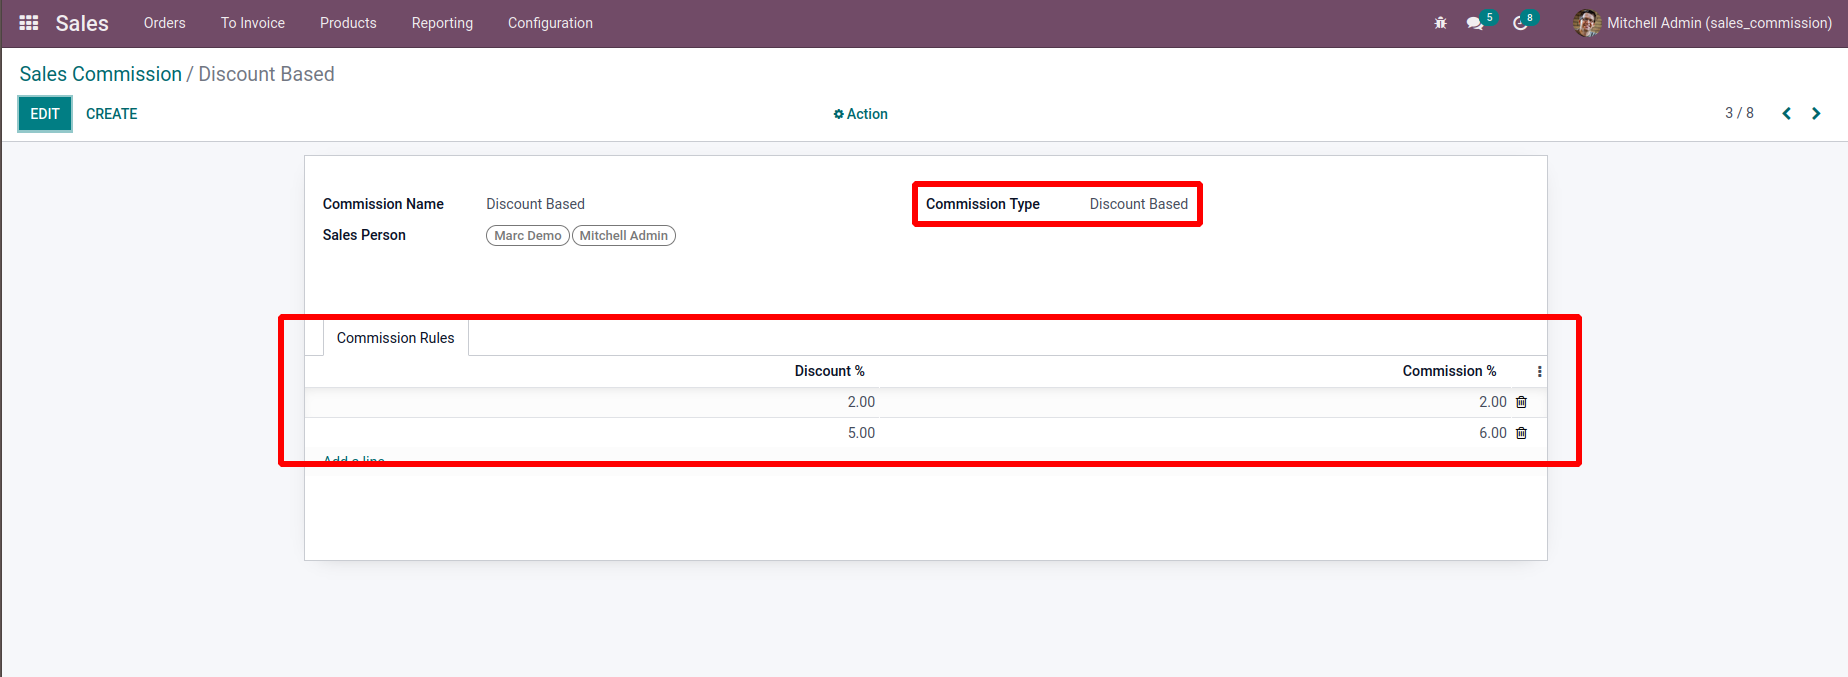 Sales Orders To Invoice Products Reporting Configuration 5 8 Mitchell Admin (sales_commission)
Sales Commission / Discount Based
EDIT CREATE Action 3 / 8
Commission Name Discount Based Commission Type Discount Based
Sales Person Marc Demo Mitchell Admin
Commission Rules
Discount % Commission %
2.00 2.00
5.00 6.00
Add a line